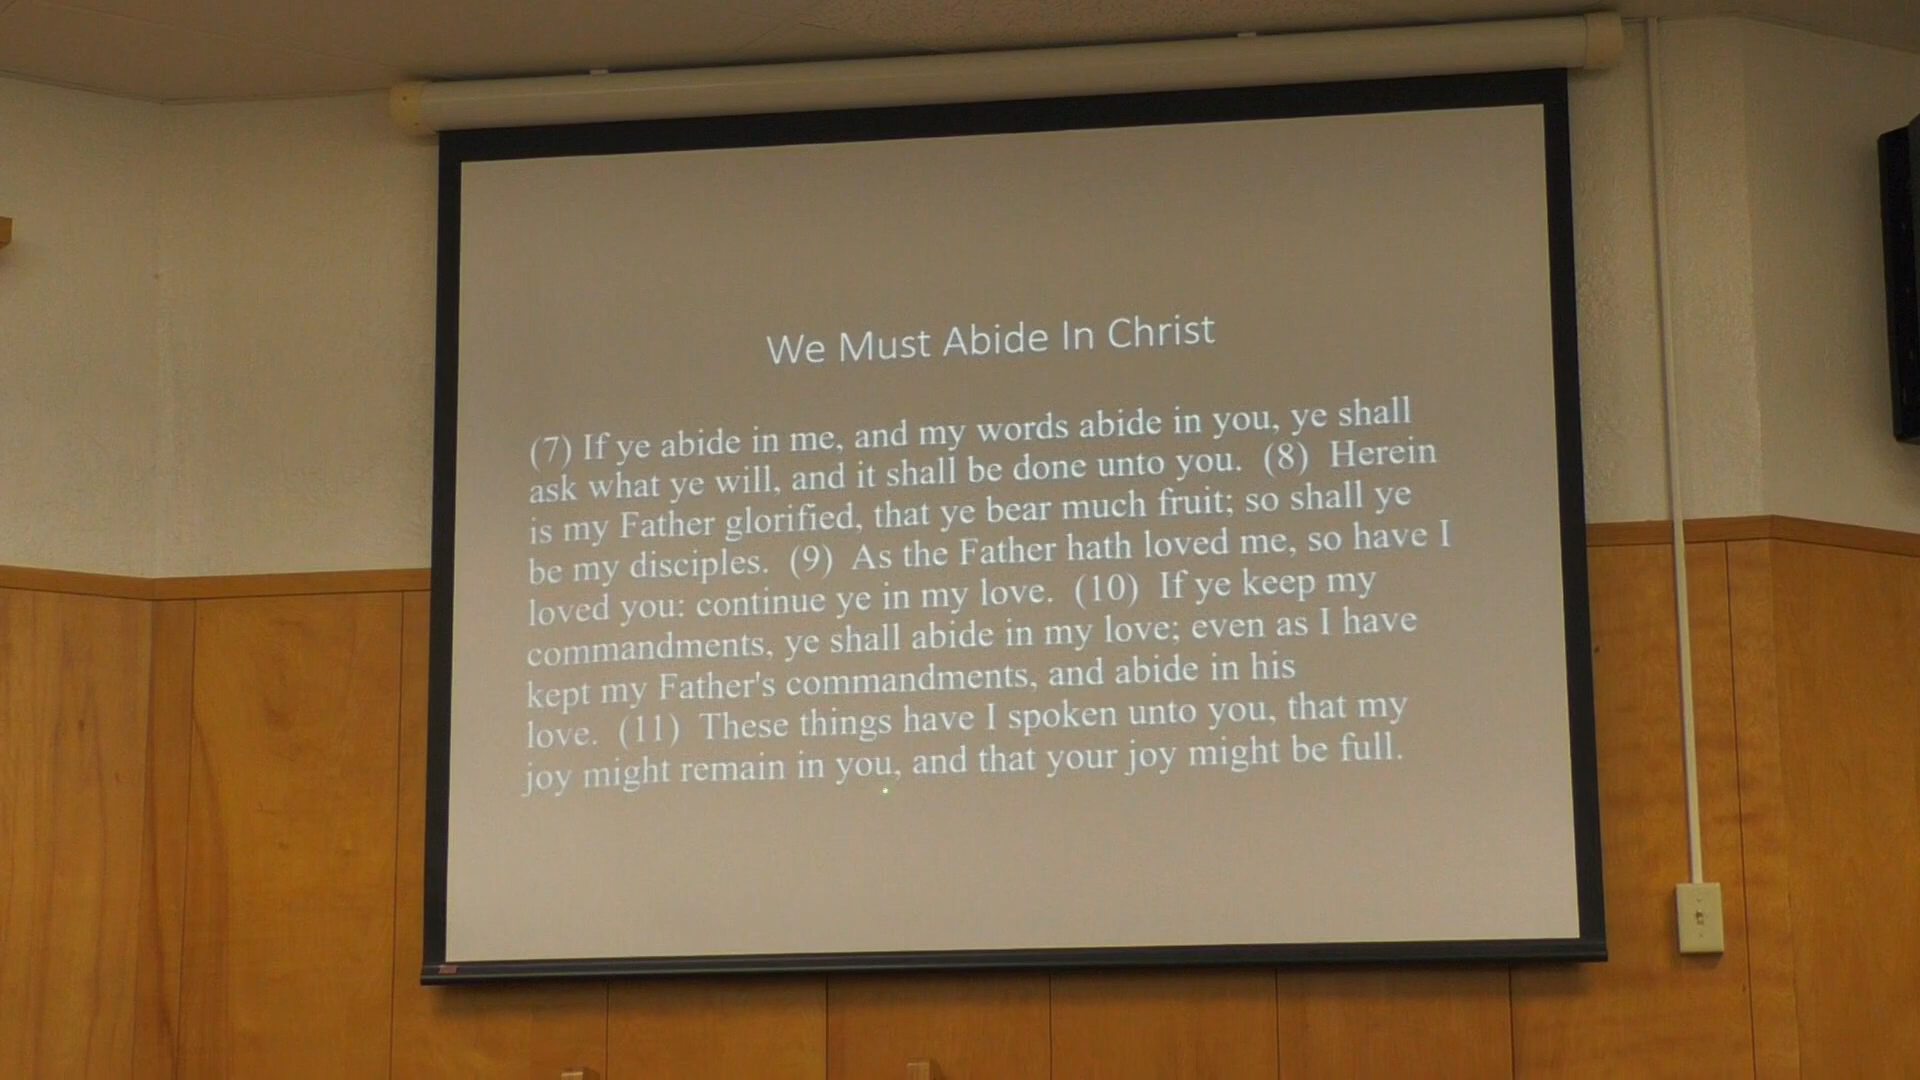 We Must Abide In Christ
(7) If ye abide in me, and my words abide in you, ye shall
ask what ye will, and it shall be done unto you.  (8)  Herein
is my Father glorified, that ye bear much fruit; so shall ye
be my disciples.  (9)  As the Father hath loved me, so have I
loved you: continue ye in my love.  (10)  If ye keep my
commandments, ye shall abide in my love; even as I have
kept my Father's commandments, and abide in his
love.  (11)  These things have I spoken unto you, that my
joy might remain in you, and that your joy might be full.